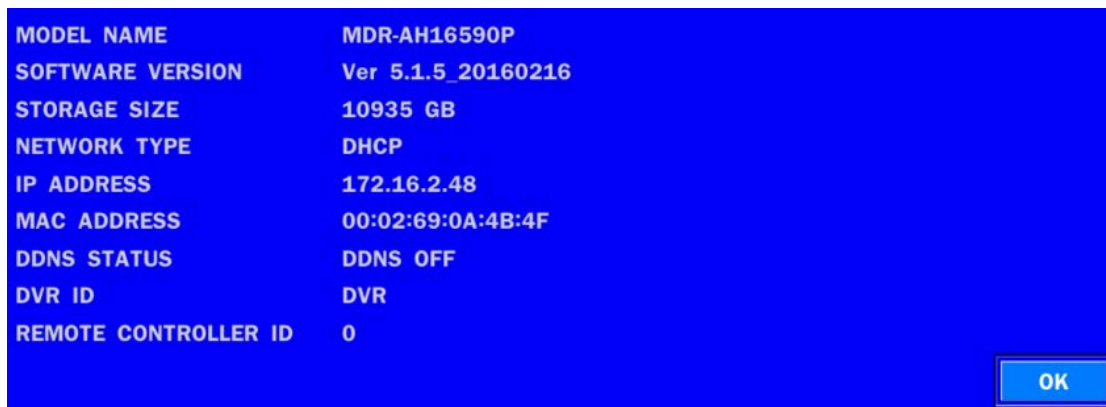 MODEL NAME MDR-AH16590P
SOFTWARE VERSION Ver 5.1.5_20160216
STORAGE SIZE 10935 GB
NETWORK TYPE DHCP
IP ADDRESS 172.16.2.48
MAC ADDRESS 00:02:69:0A:4B:4F
DDNS STATUS DDNS OFF
DVR ID DVR
REMOTE CONTROLLER ID 0
OK